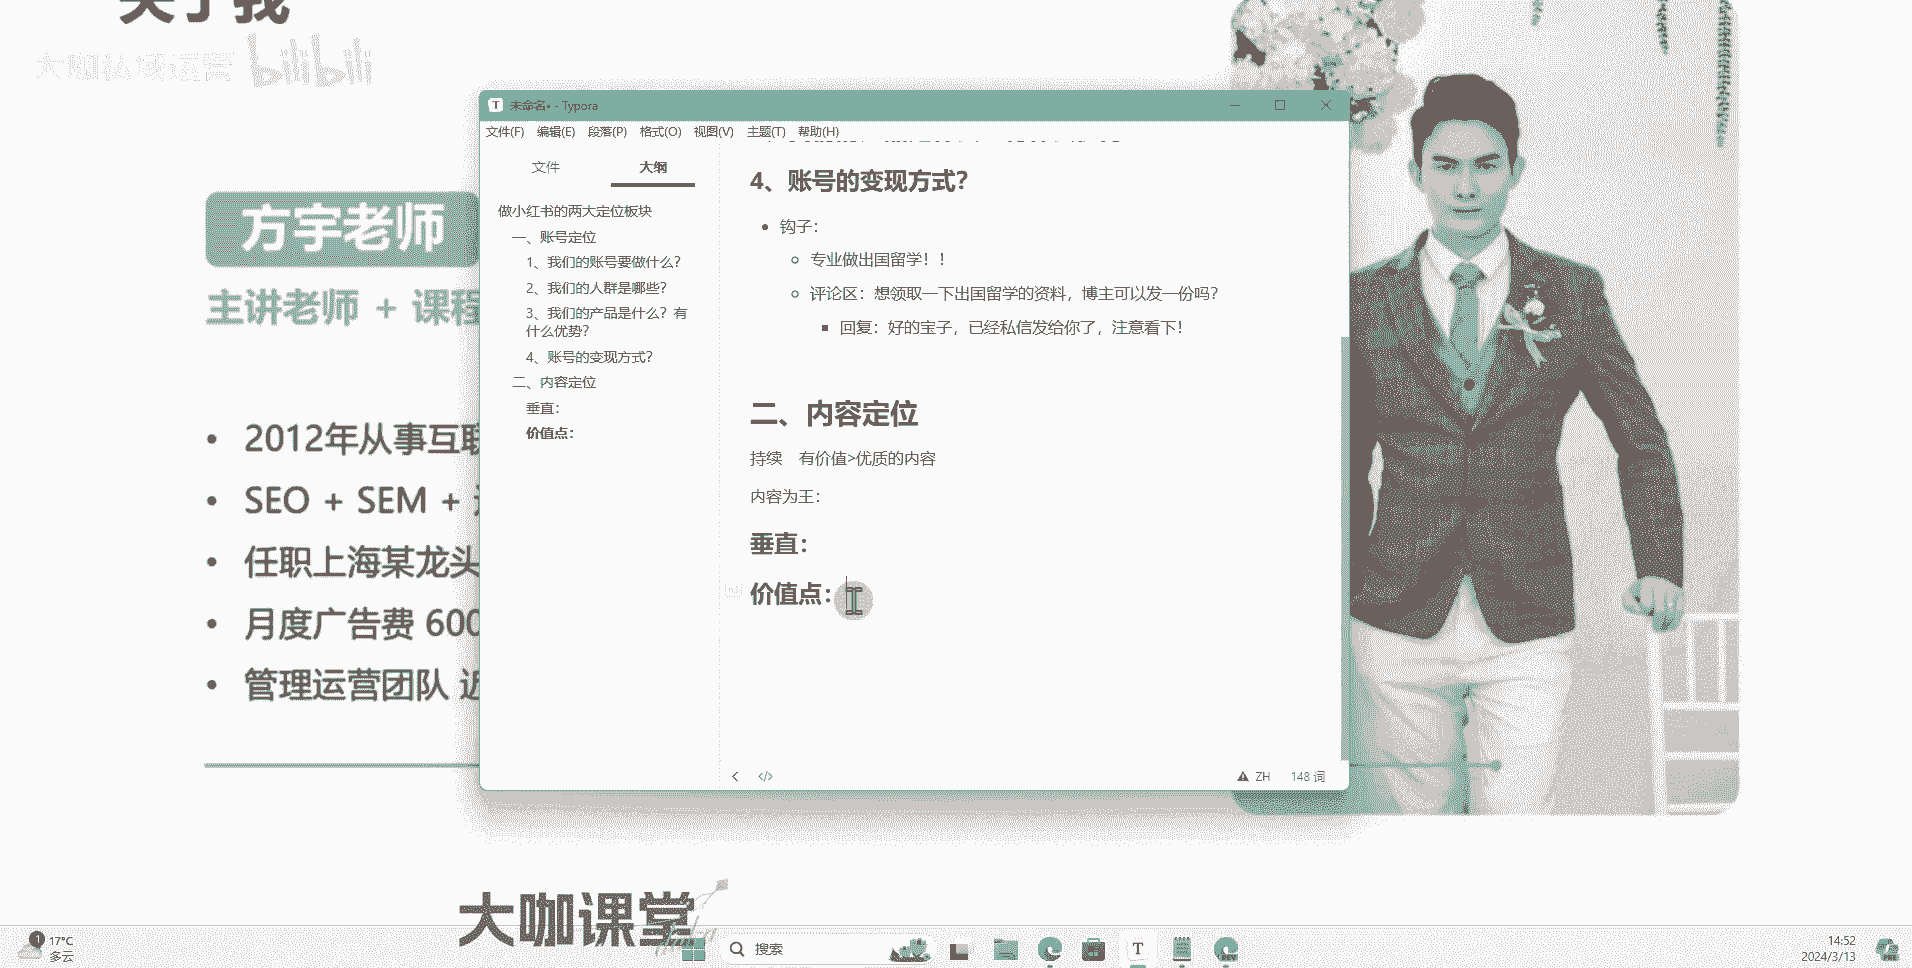 关于我
大咖私域运营 bilibili
方宇老师
主讲老师 + 课程
• 2012年从事互联
• SEO + SEM +
• 任职上海某龙头
• 月度广告费 600
• 管理运营团队 近
T 未命名• - Typora
文件(F) 编辑(E) 段落(P) 格式(O) 视图(V) 主题(T) 帮助(H)
文件 大纲
做小红书的两大定位板块
一、账号定位
1、我们的账号要做什么？
2、我们的人群是哪些？
3、我们的产品是什么？有
什么优势？
4、账号的变现方式？
二、内容定位
垂直：
价值点：
4、账号的变现方式？
钩子：
专业做出国留学！！
评论区：想领取一下出国留学的资料，博主可以发一份吗？
回复：好的宝子，已经私信发给你了，注意看下！
二、内容定位
持续 有价值>优质的内容
内容为王：
垂直：
价值点：
</> ZH 148 词
大咖课堂
1 17°C
多云
搜索
T
DEV
14:52
2024/3/13
PRE